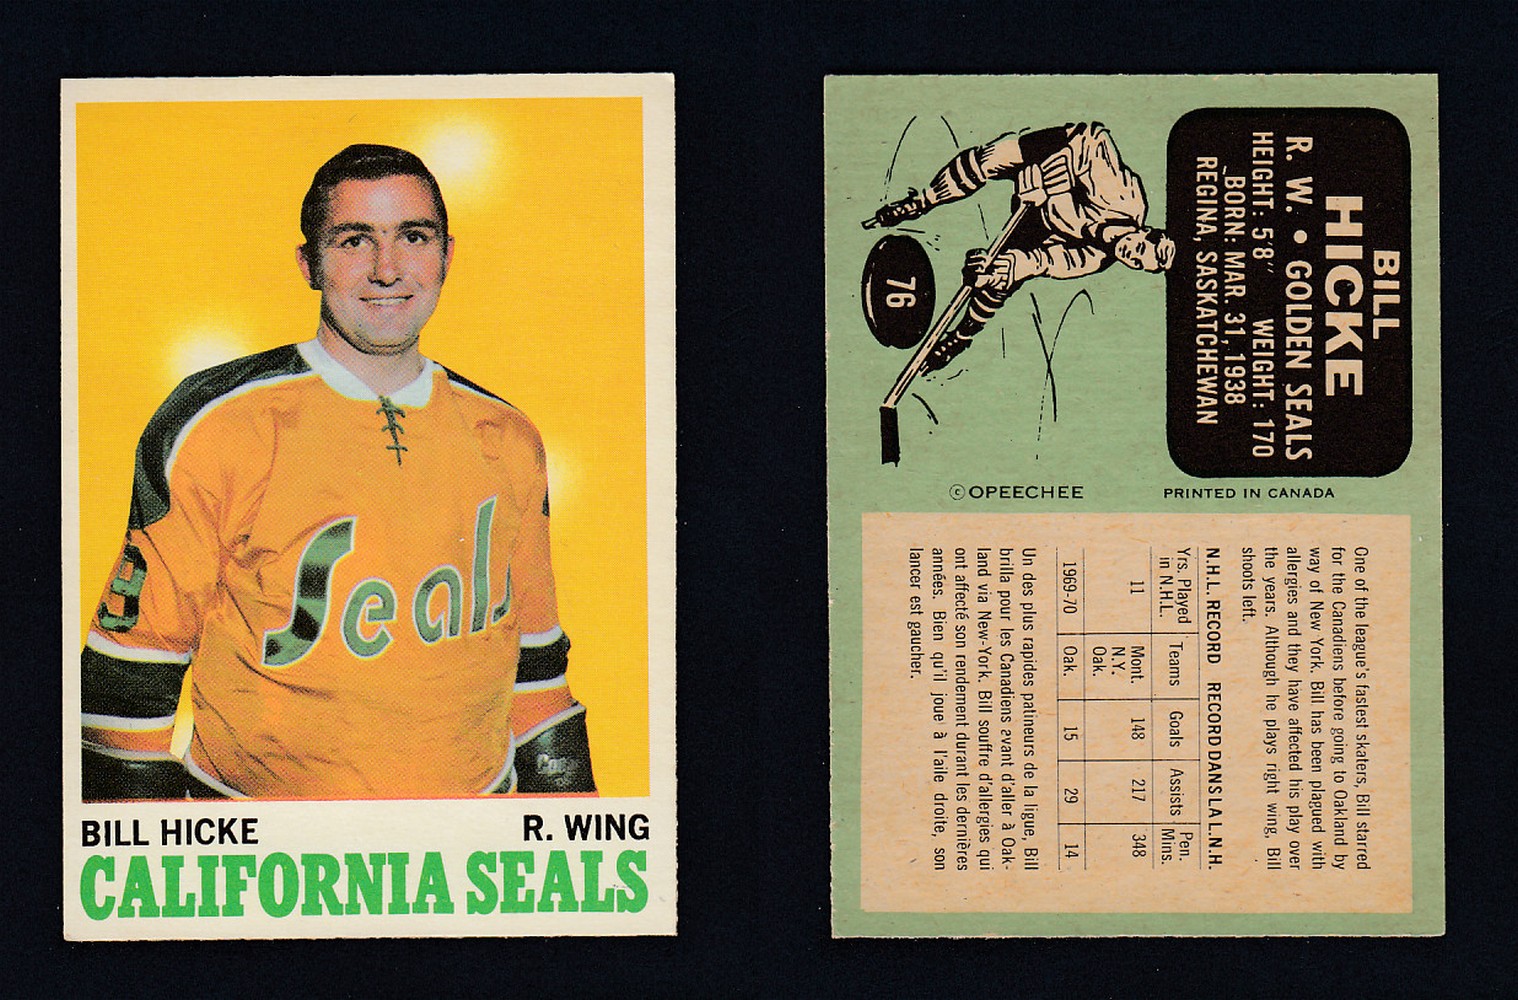 Seals
BILL HICKE R. WING
CALIFORNIA SEALS
BILL
HICKE
R. W. • GOLDEN SEALS
HEIGHT: 5'8" WEIGHT: 170
BORN: MAR. 31, 1938
REGINA, SASKATCHEWAN
76
© OPEECHEE PRINTED IN CANADA
One of the league's fastest skaters, Bill starred
for the Canadiens before going to Oakland by
way of New York. Bill has been plagued with
allergies and they have affected his play over
the years. Although he plays right wing, Bill
shoots left.
N.H.L. RECORD RECORD DANS LA L.N.H.
Yrs. Played in N.H.L. Teams Goals Assists Pen. Mins.
11 Mont. 148 217 348
N.Y.
Oak.
1969-70 Oak. 15 29 14
Un des plus rapides patineurs de la ligue, Bill
brilla pour les Canadiens avant d'aller à Oak-
land via New-York. Bill souffre d'allergies qui
ont affecté son rendement durant les dernières
années. Bien qu'il joue à l'aile droite, son
lancer est gaucher.